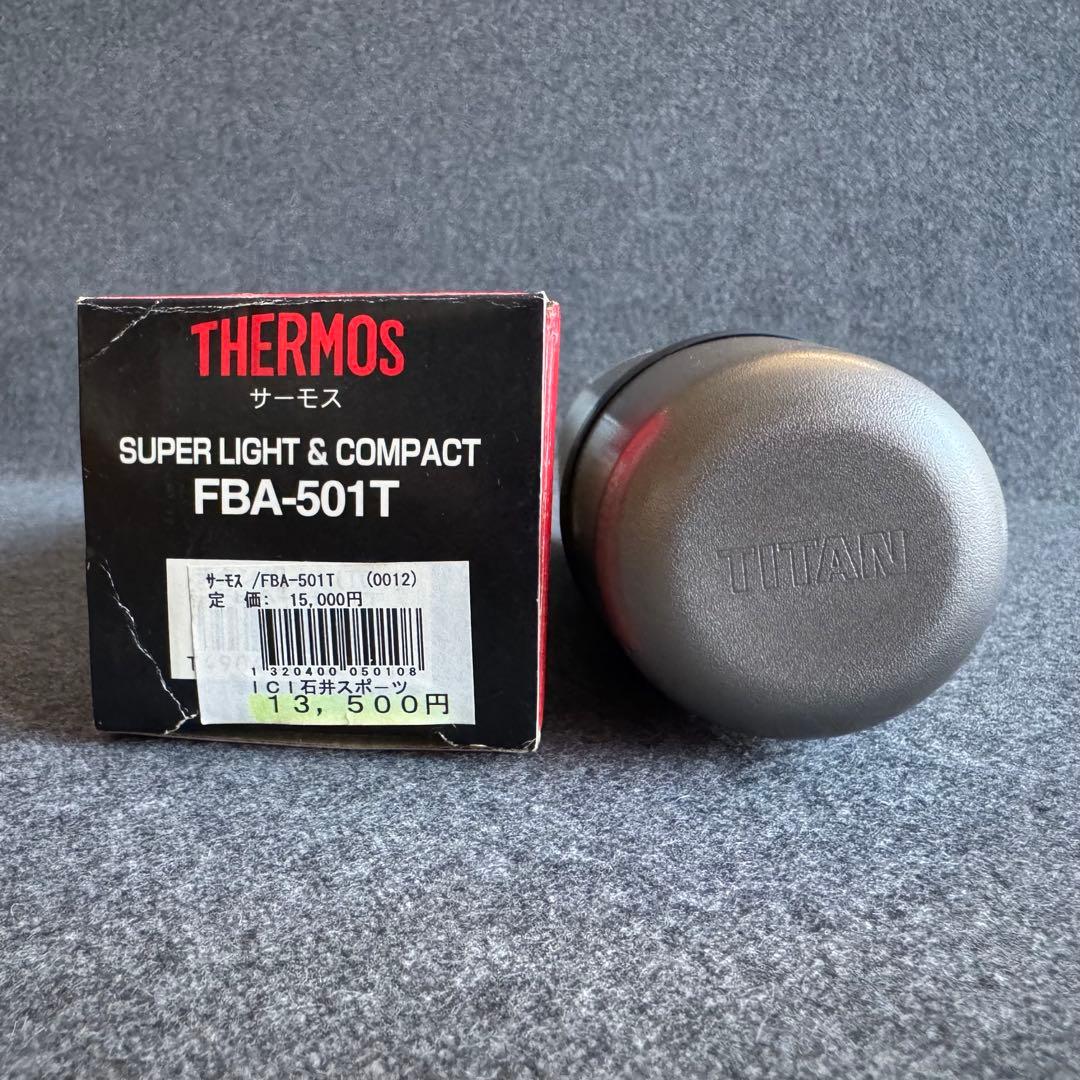 THERMOS
サーモス
SUPER LIGHT & COMPACT
FBA-501T
ｻｰﾓｽ /FBA-501T (0012)
定 価: 15,000円
1 320400 050108
ＩＣＩ石井スポーツ
１３，５００円
TITAN